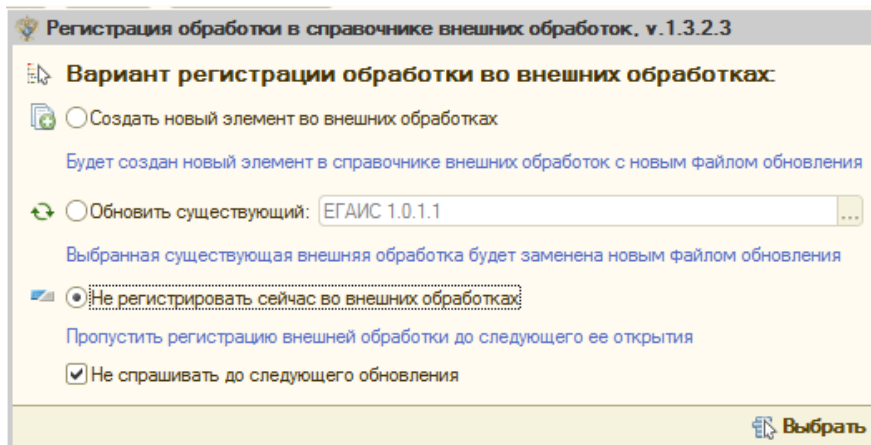 Регистрация обработки в справочнике внешних обработок, v.1.3.2.3
Вариант регистрации обработки во внешних обработках:
Создать новый элемент во внешних обработках
Будет создан новый элемент в справочнике внешних обработок с новым файлом обновления
Обновить существующий: ЕГАИС 1.0.1.1 ...
Выбранная существующая внешняя обработка будет заменена новым файлом обновления
Не регистрировать сейчас во внешних обработках
Пропустить регистрацию внешней обработки до следующего ее открытия
Не спрашивать до следующего обновления
Выбрать